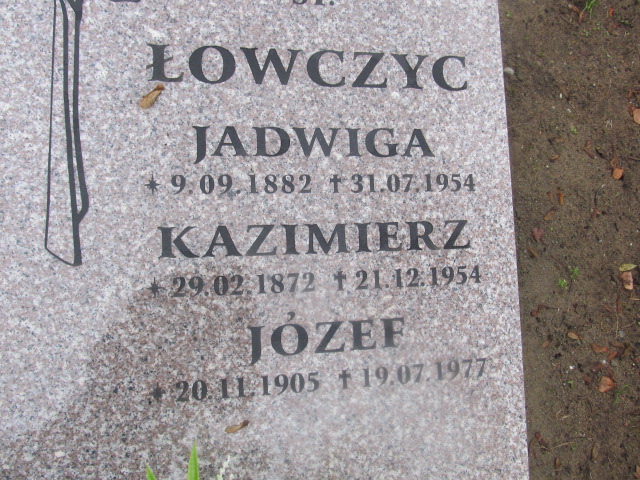 ŁOWCZYC
JADWIGA
* 9.09.1882 † 31.07.1954
KAZIMIERZ
* 29.02.1872 † 21.12.1954
JÓZEF
* 20.11.1905 † 19.07.1977